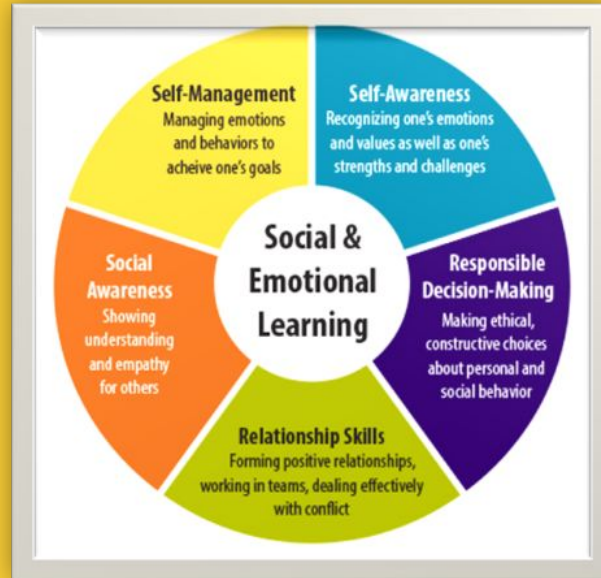 Self-Management
Managing emotions
and behaviors to
acheive one's goals
Self-Awareness
Recognizing one's emotions
and values as well as one's
strengths and challenges
Social &
Emotional
Learning
Social
Awareness
Showing
understanding
and empathy
for others
Responsible
Decision-Making
Making ethical,
constructive choices
about personal and
social behavior
Relationship Skills
Forming positive relationships,
working in teams, dealing effectively
with conflict